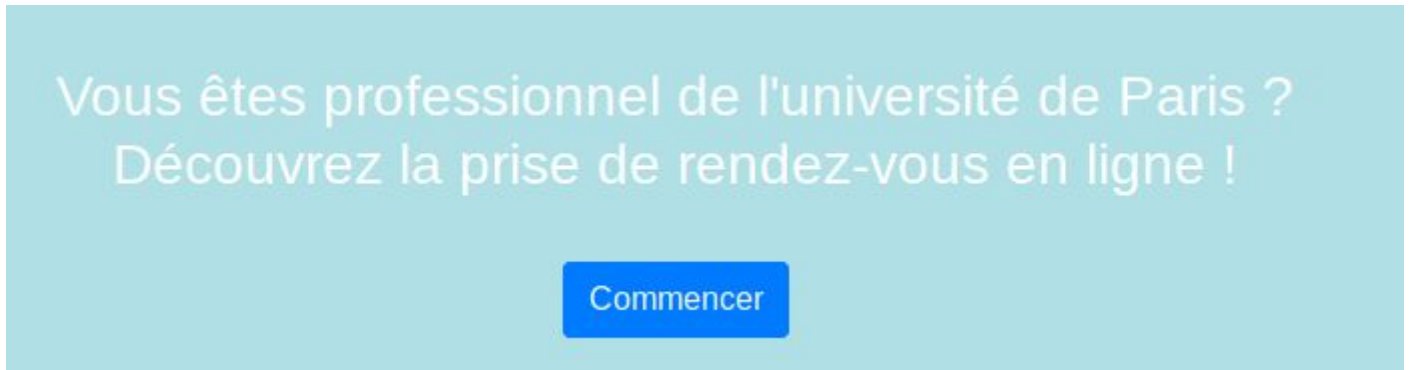 Vous êtes professionnel de l'université de Paris ?
Découvrez la prise de rendez-vous en ligne !
Commencer